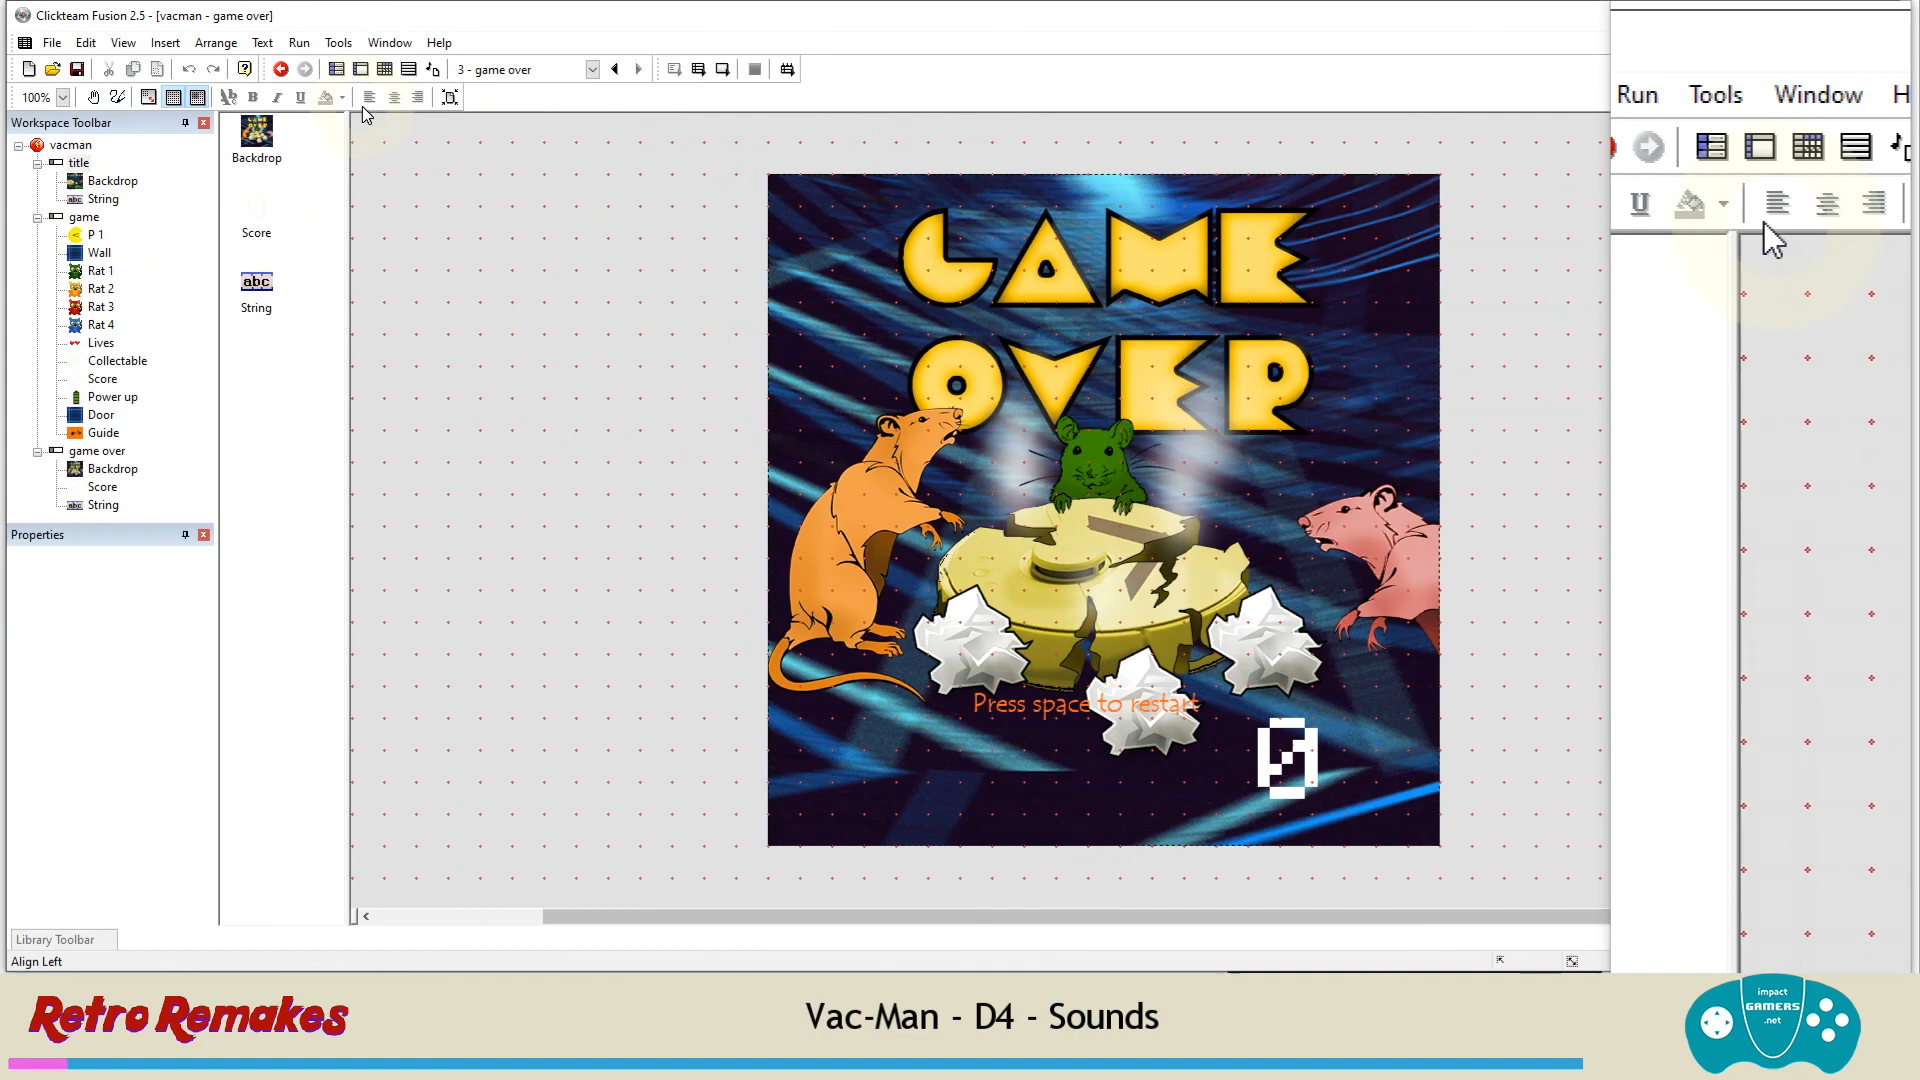 Clickteam Fusion 2.5 - [vacman - game over]
File Edit View Insert Arrange Text Run Tools Window Help
3 - game over
100%
Workspace Toolbar
vacman
title
Backdrop
String
game
P 1
Wall
Rat 1
Rat 2
Rat 3
Rat 4
Lives
Collectable
Score
Power up
Door
Guide
game over
Backdrop
Score
String
Properties
Library Toolbar
Align Left
Backdrop
Score
abc
String
GAME
OVER
Press space to restart
0
Run Tools Window H
U
Retro Remakes
Vac-Man - D4 - Sounds
impact
GAMERS
.net